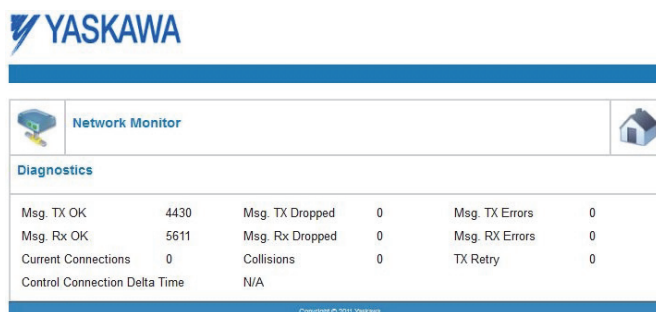 YASKAWA
Network Monitor
Diagnostics
Msg. TX OK 4430 Msg. TX Dropped 0 Msg. TX Errors 0
Msg. Rx OK 5611 Msg. Rx Dropped 0 Msg. RX Errors 0
Current Connections 0 Collisions 0 TX Retry 0
Control Connection Delta Time N/A
Copyright © 2011 Yaskawa